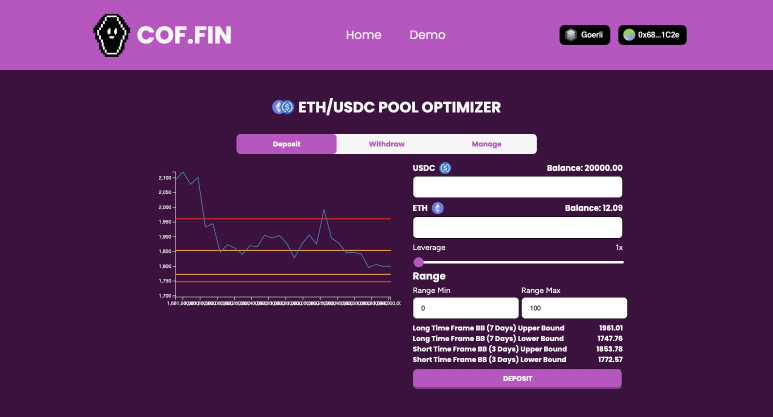 COF.FIN
Home Demo
Goerli 0x68...1C2e
ETH/USDC POOL OPTIMIZER
Deposit Withdraw Manage
USDC Balance: 20000.00
ETH Balance: 12.09
Leverage 1x
Range
Range Min Range Max
0 100
Long Time Frame BB (7 Days) Upper Bound 1961.01
Long Time Frame BB (7 Days) Lower Bound 1747.76
Short Time Frame BB (3 Days) Upper Bound 1853.78
Short Time Frame BB (3 Days) Lower Bound 1772.57
DEPOSIT
2,100
2,050
2,000
1,950
1,900
1,850
1,800
1,750
1,700